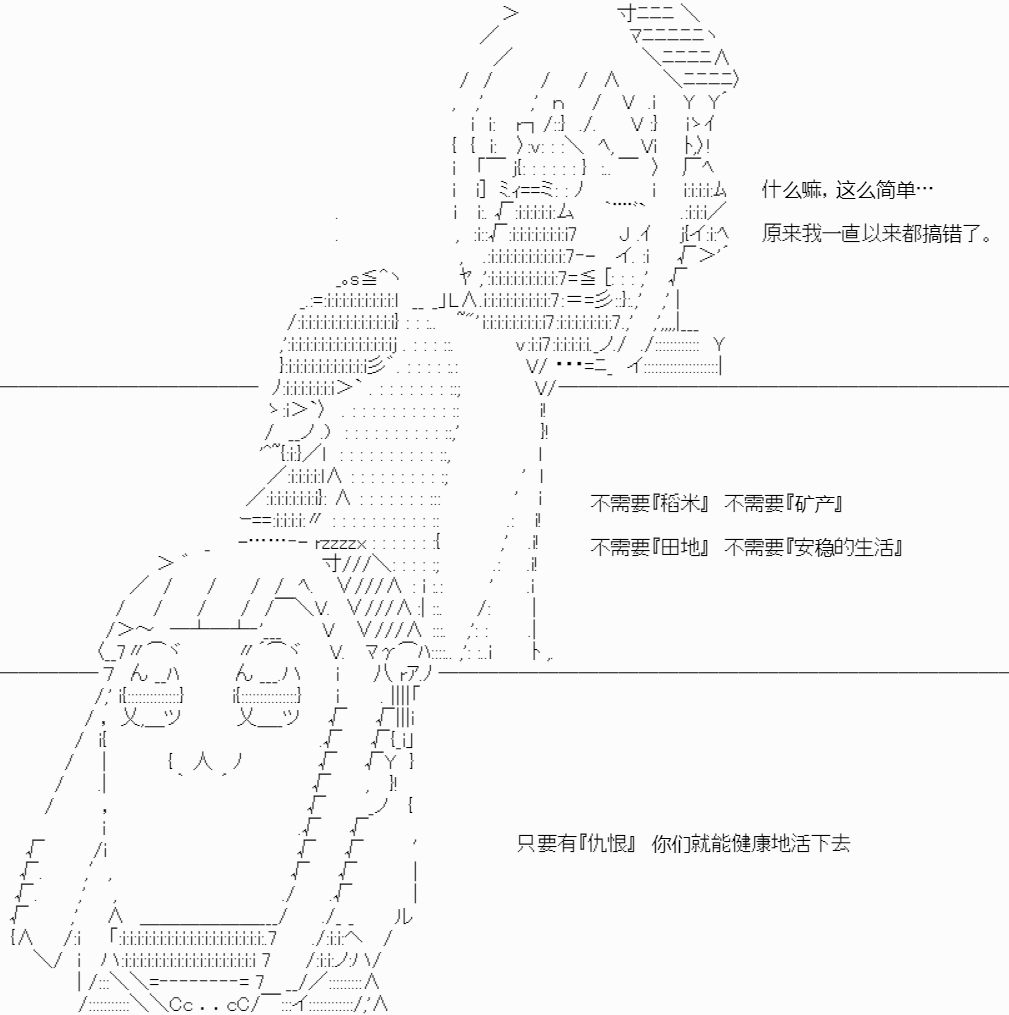 什么嘛，这么简单…
原来我一直以来都搞错了。
不需要『稻米』 不需要『矿产』
不需要『田地』 不需要『安稳的生活』
只要有『仇恨』 你们就能健康地活下去